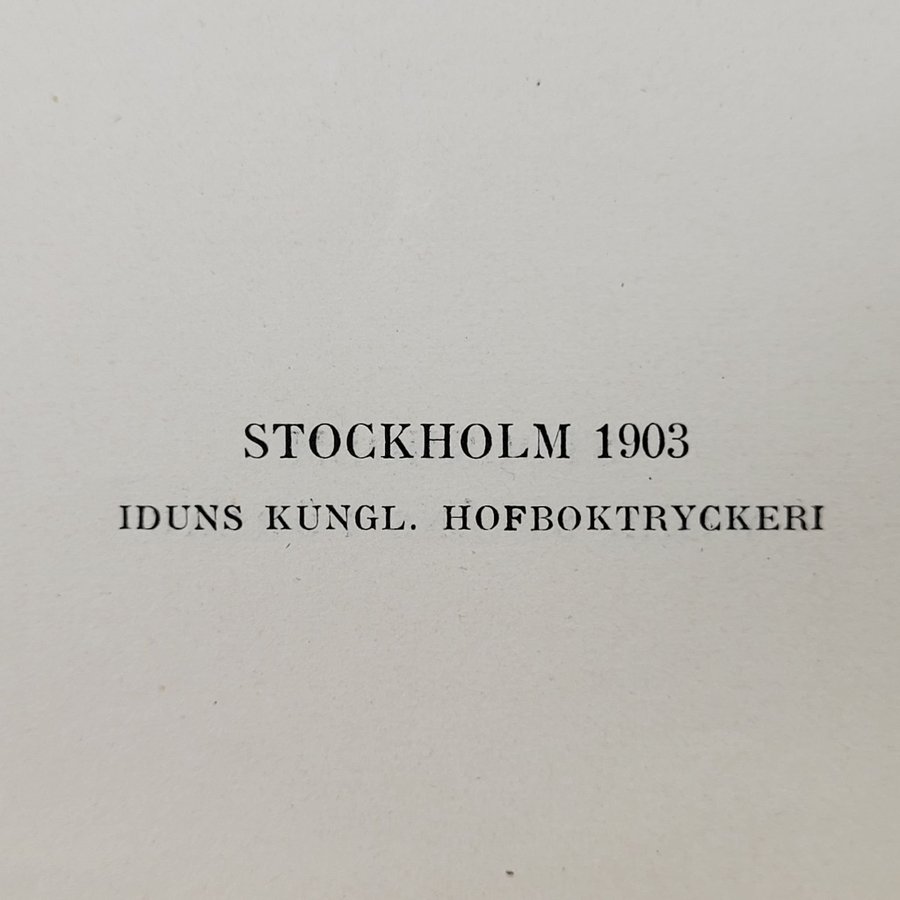 STOCKHOLM 1903
IDUNS KUNGL. HOFBOKTRYCKERI